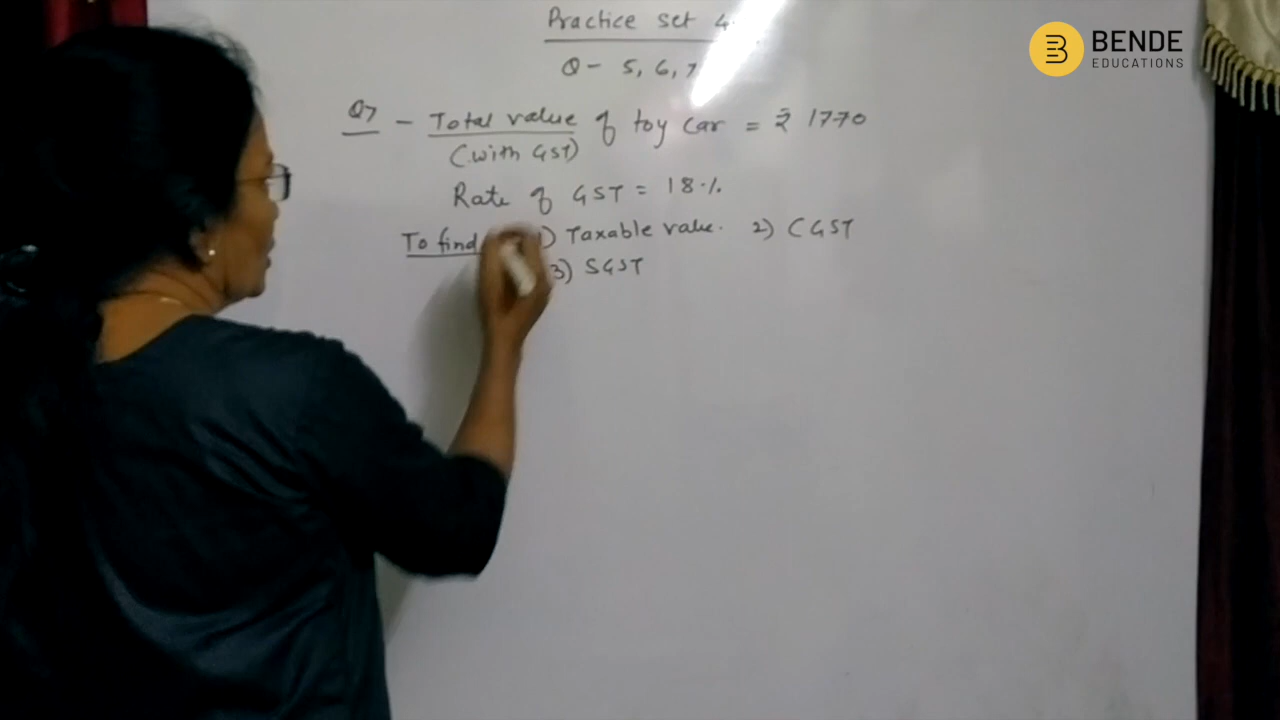 Practice set 4.
Q- 5, 6, 7
BENDE
EDUCATIONS
Q7 - Total value of toy car = ₹ 1770
(with GST)
Rate of GST = 18%
To find 1) Taxable value. 2) CGST
3) SGST